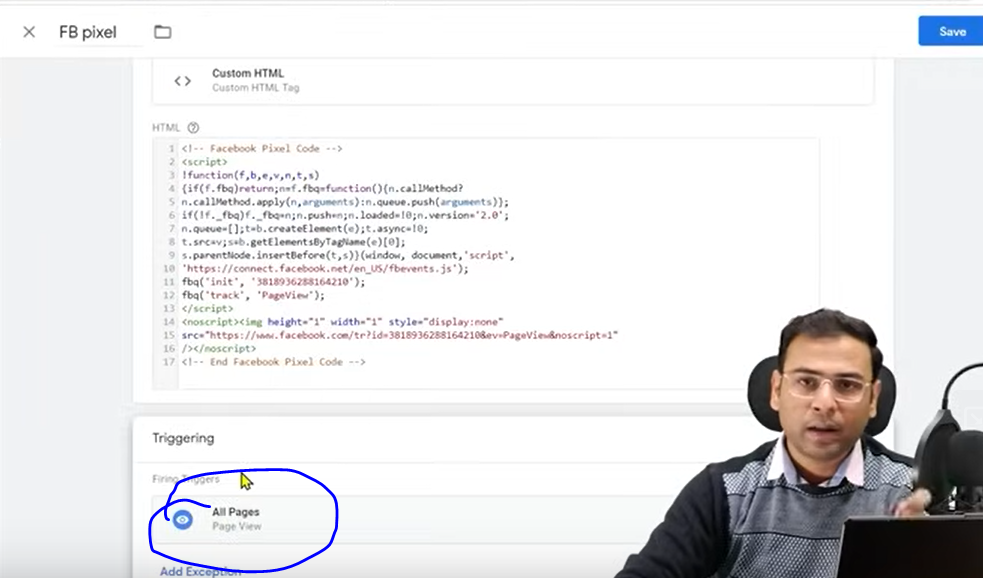 FB pixel
Save
Custom HTML
Custom HTML Tag
HTML
1 <!-- Facebook Pixel Code -->
2 <script>
3 !function(f,b,e,v,n,t,s)
4 {if(f.fbq)return;n=f.fbq=function(){n.callMethod?
5 n.callMethod.apply(n,arguments):n.queue.push(arguments)};
6 if(!f._fbq)f._fbq=n;n.push=n;n.loaded=!0;n.version='2.0';
7 n.queue=[];t=b.createElement(e);t.async=!0;
8 t.src=v;s=b.getElementsByTagName(e)[0];
9 s.parentNode.insertBefore(t,s)}(window, document,'script',
10 'https://connect.facebook.net/en_US/fbevents.js');
11 fbq('init', '3818936288164210');
12 fbq('track', 'PageView');
13 </script>
14 <noscript><img height="1" width="1" style="display:none"
15 src="https://www.facebook.com/tr?id=3818936288164210&ev=PageView&noscript=1"
16 /></noscript>
17 <!-- End Facebook Pixel Code -->
Triggering
Firing Triggers
All Pages
Page View
Add Exception